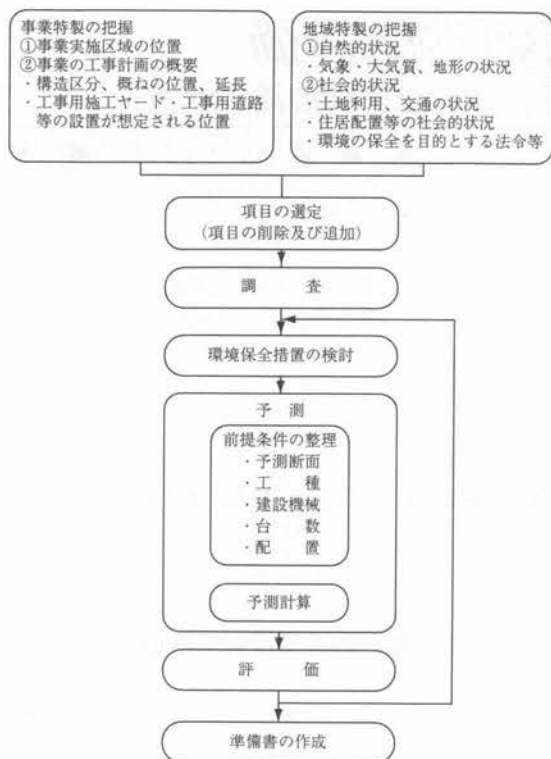 事業特製の把握
①事業実施区域の位置
②事業の工事計画の概要
・構造区分、概ねの位置、延長
・工事用施工ヤード・工事用道路
等の設置が想定される位置
地域特製の把握
①自然的状況
・気象・大気質、地形の状況
②社会的状況
・土地利用、交通の状況
・住居配置等の社会的状況
・環境の保全を目的とする法令等
項目の選定
(項目の削除及び追加)
調　査
環境保全措置の検討
予　測
前提条件の整理
・予測断面
・工　種
・建設機械
・台　数
・配　置
予測計算
評　価
準備書の作成